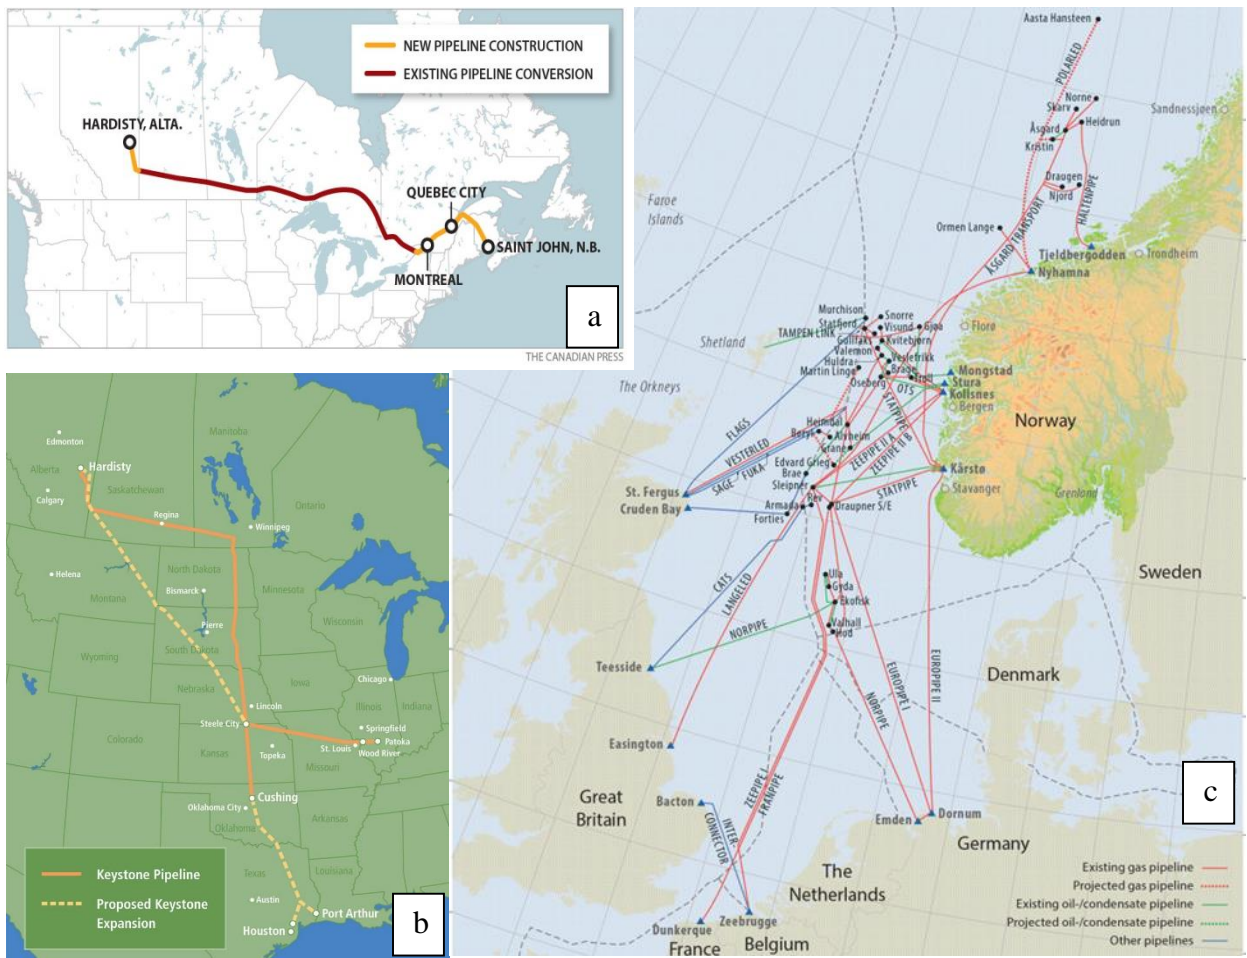 NEW PIPELINE CONSTRUCTION
EXISTING PIPELINE CONVERSION
HARDISTY, ALTA.
QUEBEC CITY
SAINT JOHN, N.B.
MONTREAL
a
THE CANADIAN PRESS
Edmonton
Alberta
Hardisty
Calgary
Saskatchewan
Manitoba
Ontario
Regina
Winnipeg
Helena
Montana
North Dakota
Bismarck
Minnesota
Pierre
South Dakota
Wisconsin
Wyoming
Nebraska
Iowa
Chicago
Illinois
Indiana
Lincoln
Steele City
Springfield
Patoka
St. Louis
Wood River
Colorado
Kansas
Topeka
Missouri
Cushing
Oklahoma City
Oklahoma
Arkansas
Texas
Louisiana
Austin
Port Arthur
Houston
Keystone Pipeline
Proposed Keystone
Expansion
b
Aasta Hansteen
POLARLED
Norne
Skarv
Sandnessjøen
Åsgard
Heidrun
Kristin
Draugen
Njord
HALTENPIPE
Faroe
Islands
Ormen Lange
ÅSGARD TRANSPORT
Tjeldbergodden
Trondheim
Nyhamna
Murchison
Snorre
Statfjord
Visund
Gjøa
Florø
TAMPEN LINK
Gullfaks
Kvitebjørn
Shetland
Valemon
Veslefrikk
Huldra
Brage
Martin Linge
Troll
Oseberg
OTS
Mongstad
Stura
Kollsnes
Bergen
The Orkneys
Norway
STATPIPE
FLAGS
Heimdal
VESTERLED
Alvheim
Grane
ZEEPIPE II A
ZEEPIPE II B
SAGE
FUKA
Edvard Grieg
Brae
Sleipner
Kårstø
Stavanger
Grenland
St. Fergus
Cruden Bay
Rev
Armada
Draupner S/E
STATPIPE
Forties
Sweden
CATS
LANGELED
Ula
Gyda
Ekofisk
Valhall
Hod
NORPIPE
Teesside
EUROPIPE II
EUROPIPE I
NORPIPE
Denmark
Easington
ZEEPIPE I
FRANPIPE
Great
Britain
Bacton
INTER
CONNECTOR
Emden
Dornum
Germany
The
Netherlands
Zeebrugge
Dunkerque
France
Belgium
c
Existing gas pipeline
Projected gas pipeline
Existing oil-/condensate pipeline
Projected oil-/condensate pipeline
Other pipelines